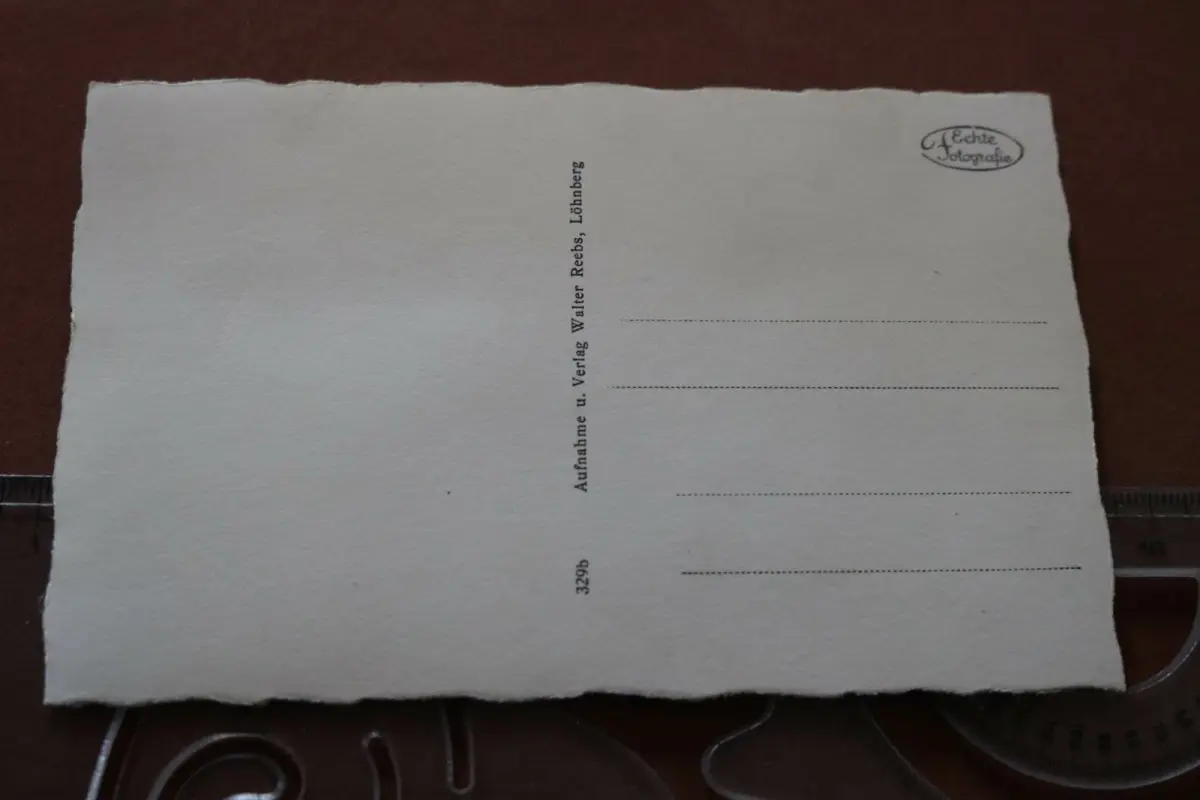 Echte
fotografie
329b Aufnahme u. Verlag Walter Reebs, Löhnberg